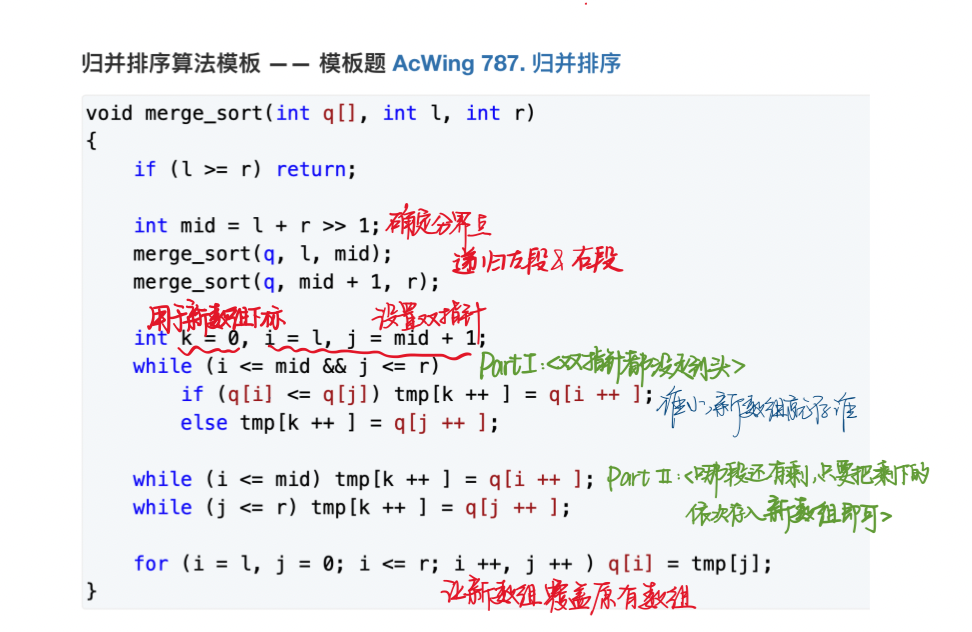 归并排序算法模板 —— 模板题 AcWing 787. 归并排序
void merge_sort(int q[], int l, int r)
{
if (l >= r) return;
int mid = l + r >> 1; 确定分界点
merge_sort(q, l, mid);
递归左段 & 右段
merge_sort(q, mid + 1, r);
用于新数组下标 设置双指针
int k = 0, i = l, j = mid + 1;
while (i <= mid && j <= r) Part I:<双指针都没走到头>
if (q[i] <= q[j]) tmp[k ++ ] = q[i ++ ]; 谁小,新数组就存谁
else tmp[k ++ ] = q[j ++ ];
while (i <= mid) tmp[k ++ ] = q[i ++ ]; Part II:<哪段还有剩,只要把剩下的
while (j <= r) tmp[k ++ ] = q[j ++ ]; 依次存入新数组即可>
for (i = l, j = 0; i <= r; i ++, j ++ ) q[i] = tmp[j];
} 让新数组覆盖原有数组